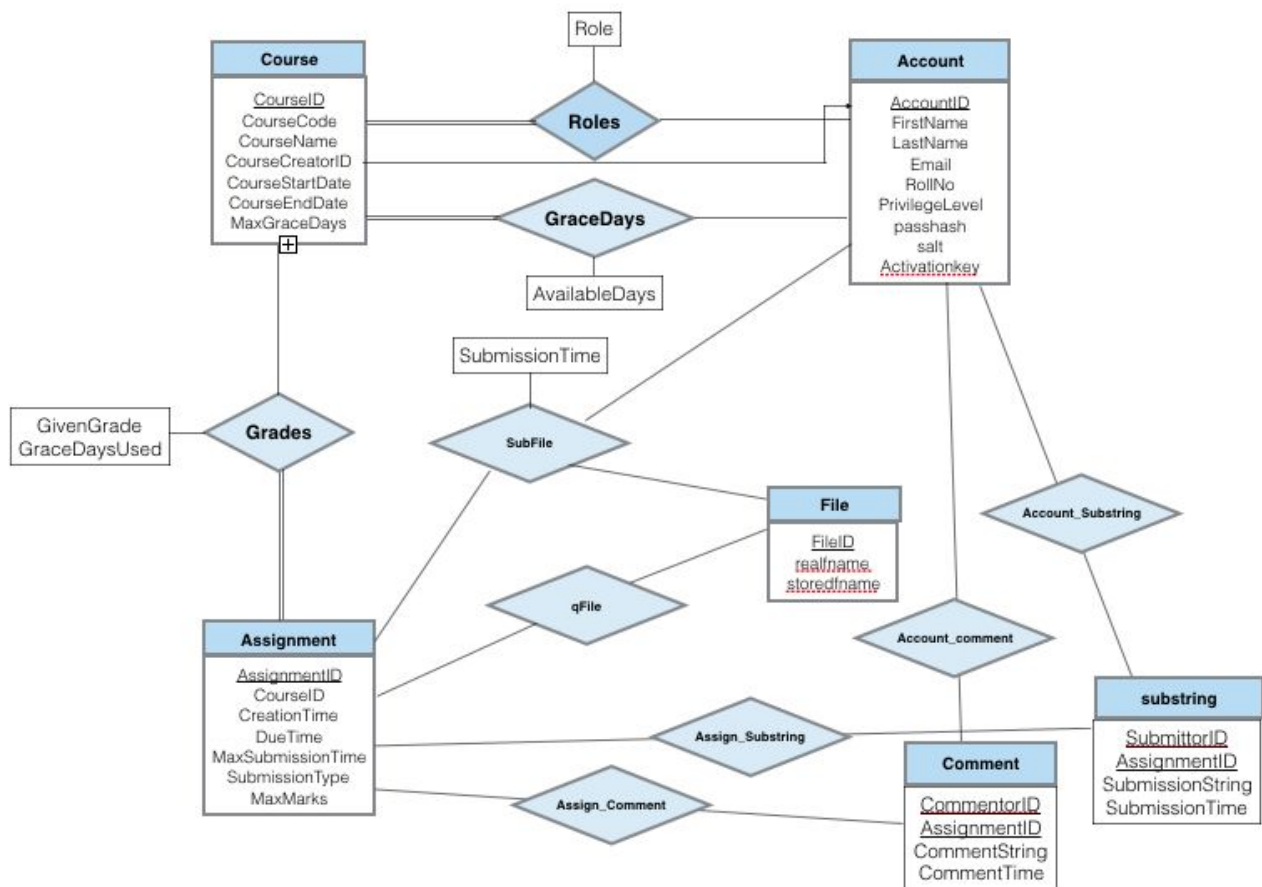 Role
Course
CourseID
CourseCode
CourseName
CourseCreatorID
CourseStartDate
CourseEndDate
MaxGraceDays
Roles
Account
AccountID
FirstName
LastName
Email
RollNo
PrivilegeLevel
passhash
salt
Activationkey
GraceDays
AvailableDays
SubmissionTime
GivenGrade
GraceDaysUsed
Grades
SubFile
File
FileID
realfname
storedfname
Account_Substring
qFile
Account_comment
Assignment
AssignmentID
CourseID
CreationTime
DueTime
MaxSubmissionTime
SubmissionType
MaxMarks
Assign_Substring
substring
SubmittorID
AssignmentID
SubmissionString
SubmissionTime
Assign_Comment
Comment
CommentorID
AssignmentID
CommentString
CommentTime